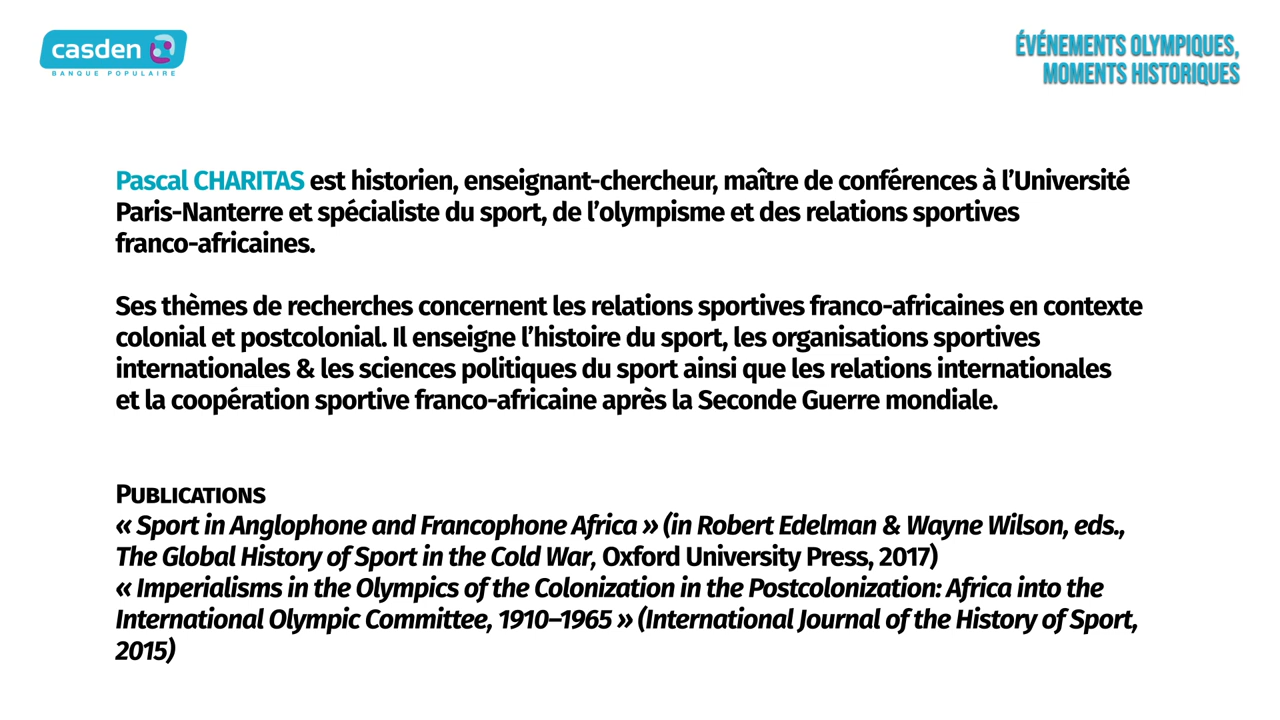 casden
BANQUE POPULAIRE
ÉVÉNEMENTS OLYMPIQUES,
MOMENTS HISTORIQUES
Pascal CHARITAS est historien, enseignant-chercheur, maître de conférences à l’Université
Paris-Nanterre et spécialiste du sport, de l’olympisme et des relations sportives
franco-africaines.
Ses thèmes de recherches concernent les relations sportives franco-africaines en contexte
colonial et postcolonial. Il enseigne l’histoire du sport, les organisations sportives
internationales & les sciences politiques du sport ainsi que les relations internationales
et la coopération sportive franco-africaine après la Seconde Guerre mondiale.
PUBLICATIONS
« Sport in Anglophone and Francophone Africa » (in Robert Edelman & Wayne Wilson, eds.,
The Global History of Sport in the Cold War, Oxford University Press, 2017)
« Imperialisms in the Olympics of the Colonization in the Postcolonization: Africa into the
International Olympic Committee, 1910–1965 » (International Journal of the History of Sport,
2015)